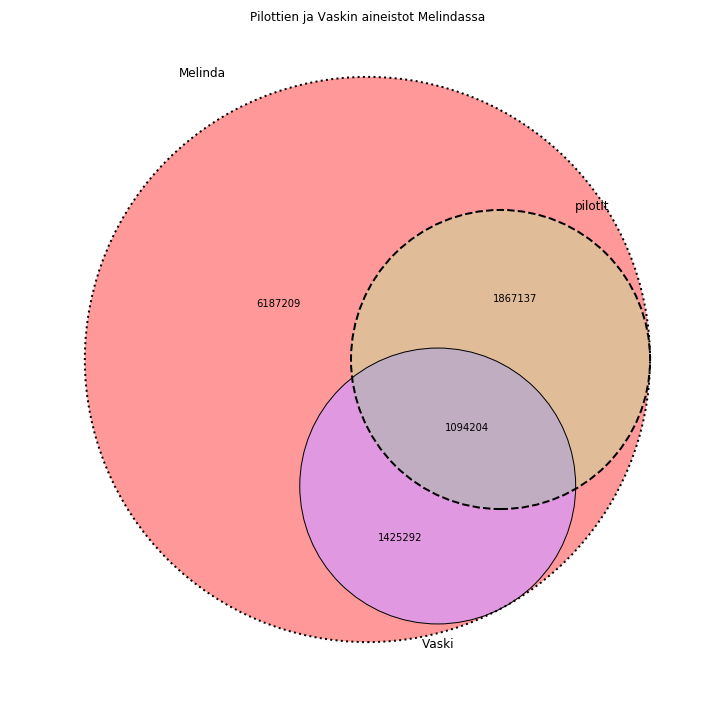 Pilottien ja Vaskin aineistot Melindassa
Melinda
pilotit
6187209
1867137
1094204
1425292
Vaski